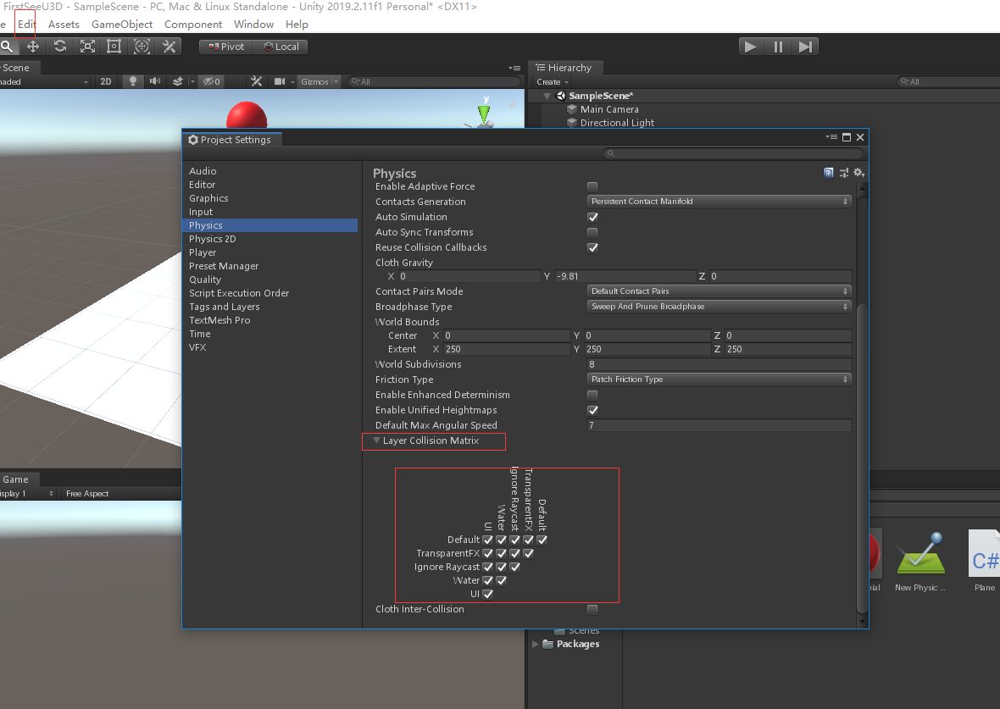 FirstSeeU3D - SampleScene - PC, Mac & Linux Standalone - Unity 2019.2.11f1 Personal* <DX11>
e Edit Assets GameObject Component Window Help
Pivot Local
Scene
Hierarchy
haded 2D 0 Gizmos All
Create All
SampleScene*
Main Camera
Directional Light
y
Project Settings
Audio
Editor
Graphics
Input
Physics
Physics 2D
Player
Preset Manager
Quality
Script Execution Order
Tags and Layers
TextMesh Pro
Time
VFX
Physics
Enable Adaptive Force
Contacts Generation Persistent Contact Manifold
Auto Simulation
Auto Sync Transforms
Reuse Collision Callbacks
Cloth Gravity
X 0 Y -9.81 Z 0
Contact Pairs Mode Default Contact Pairs
Broadphase Type Sweep And Prune Broadphase
World Bounds
Center X 0 Y 0 Z 0
Extent X 250 Y 250 Z 250
World Subdivisions 8
Friction Type Patch Friction Type
Enable Enhanced Determinism
Enable Unified Heightmaps
Default Max Angular Speed 7
Layer Collision Matrix
UI
Water
Ignore Raycast
TransparentFX
Default
Default
TransparentFX
Ignore Raycast
Water
UI
Cloth Inter-Collision
Game
isplay 1 Free Aspect
C#
rial New Physic ... Plane
Scenes
Packages